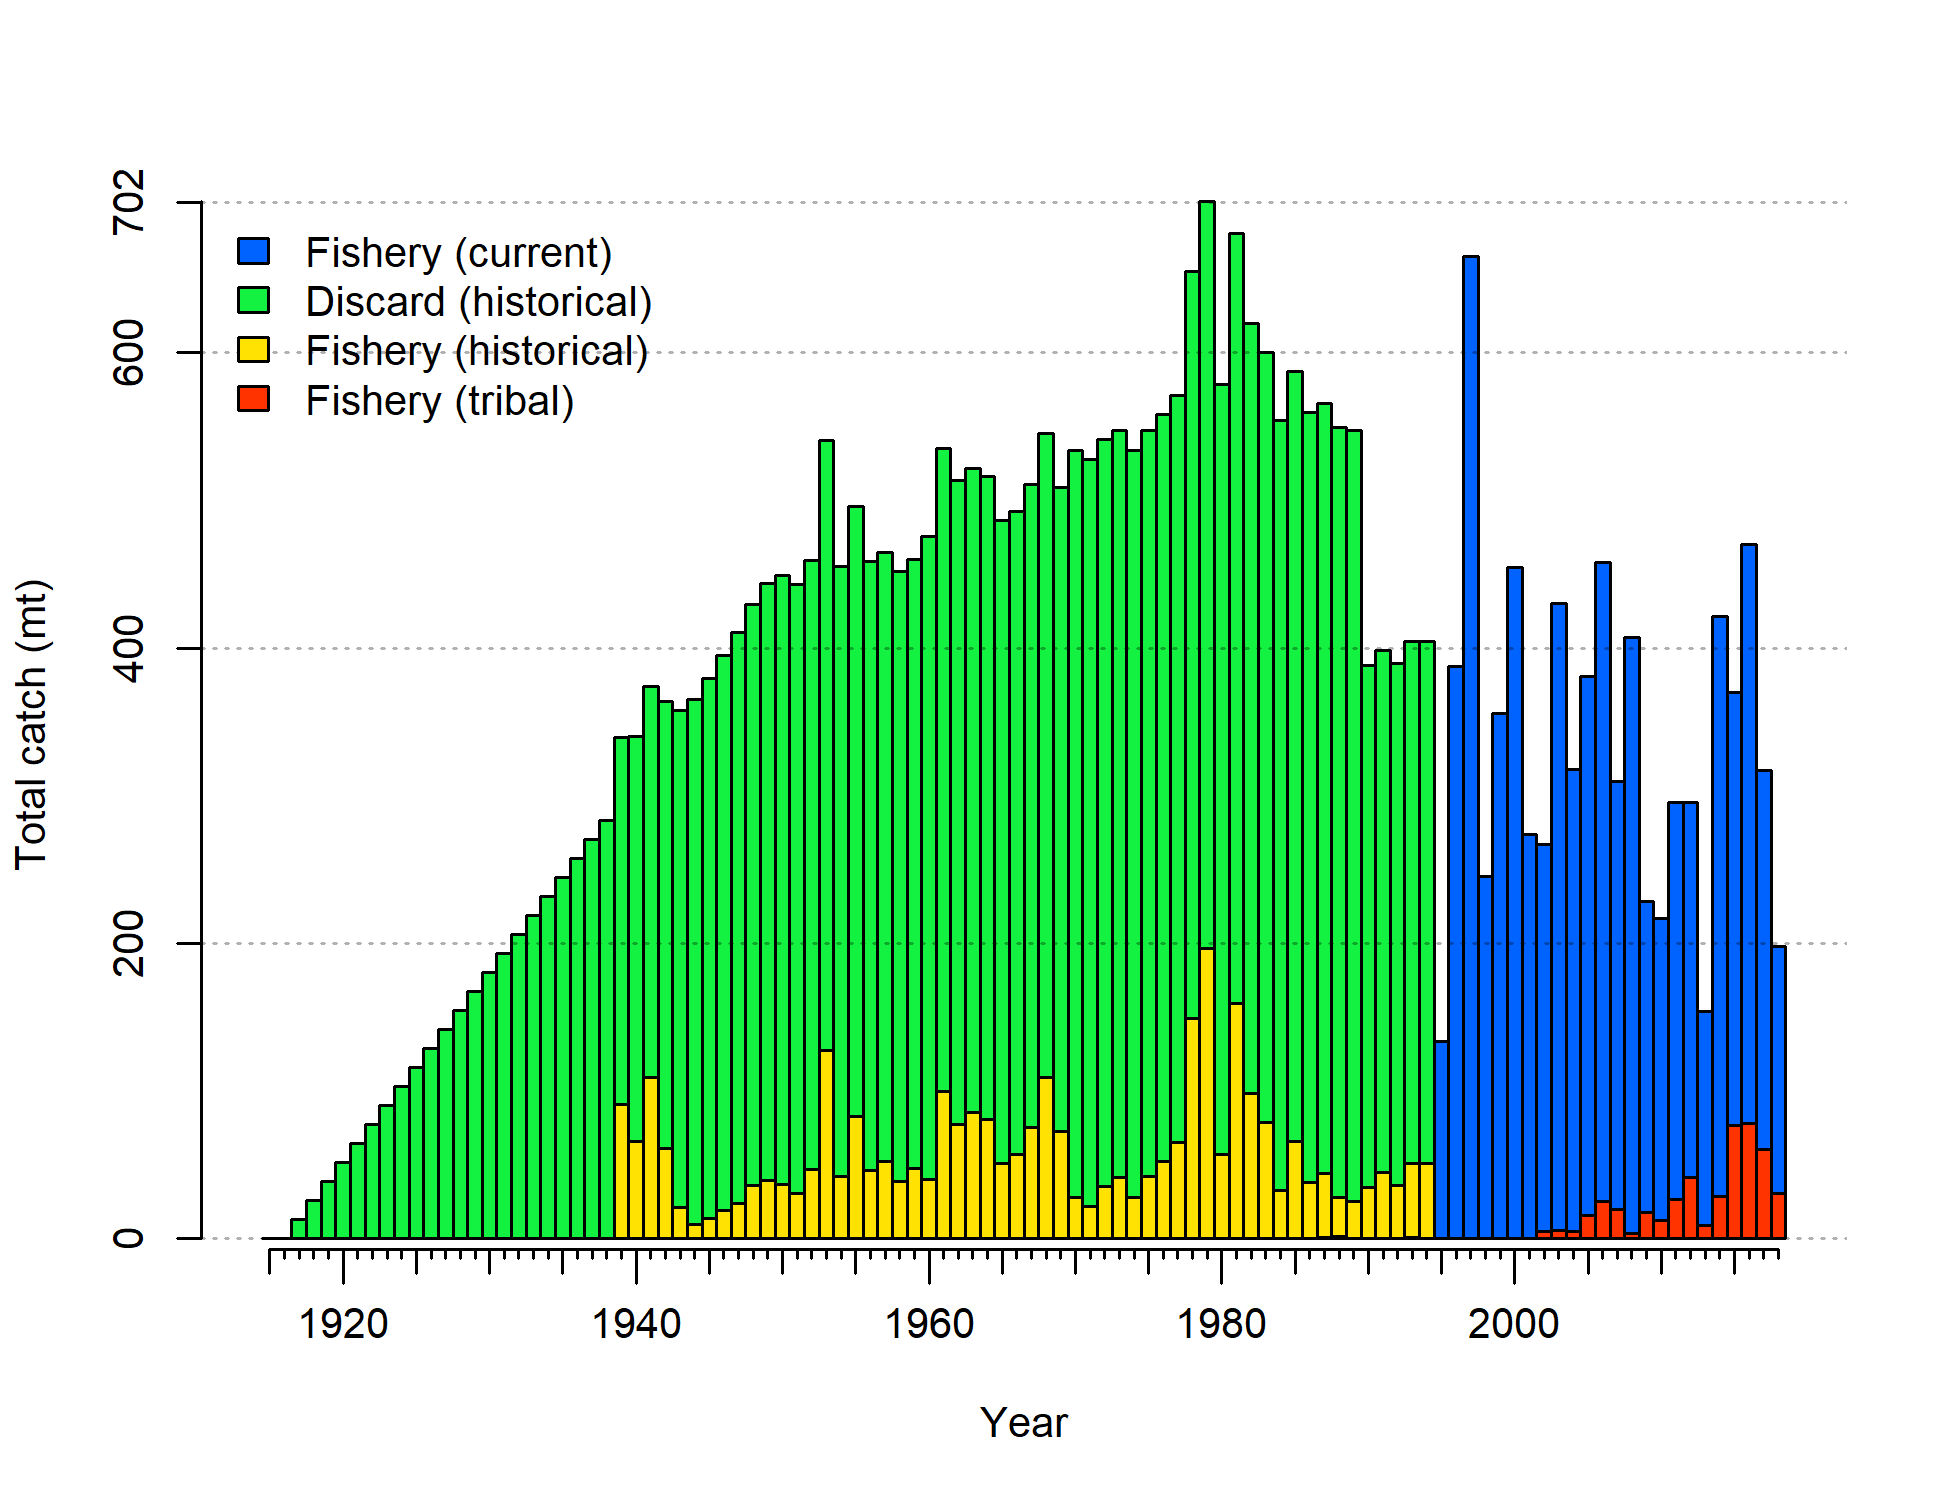 702
600
400
200
0
Total catch (mt)
Fishery (current)
Discard (historical)
Fishery (historical)
Fishery (tribal)
1920 1940 1960 1980 2000
Year